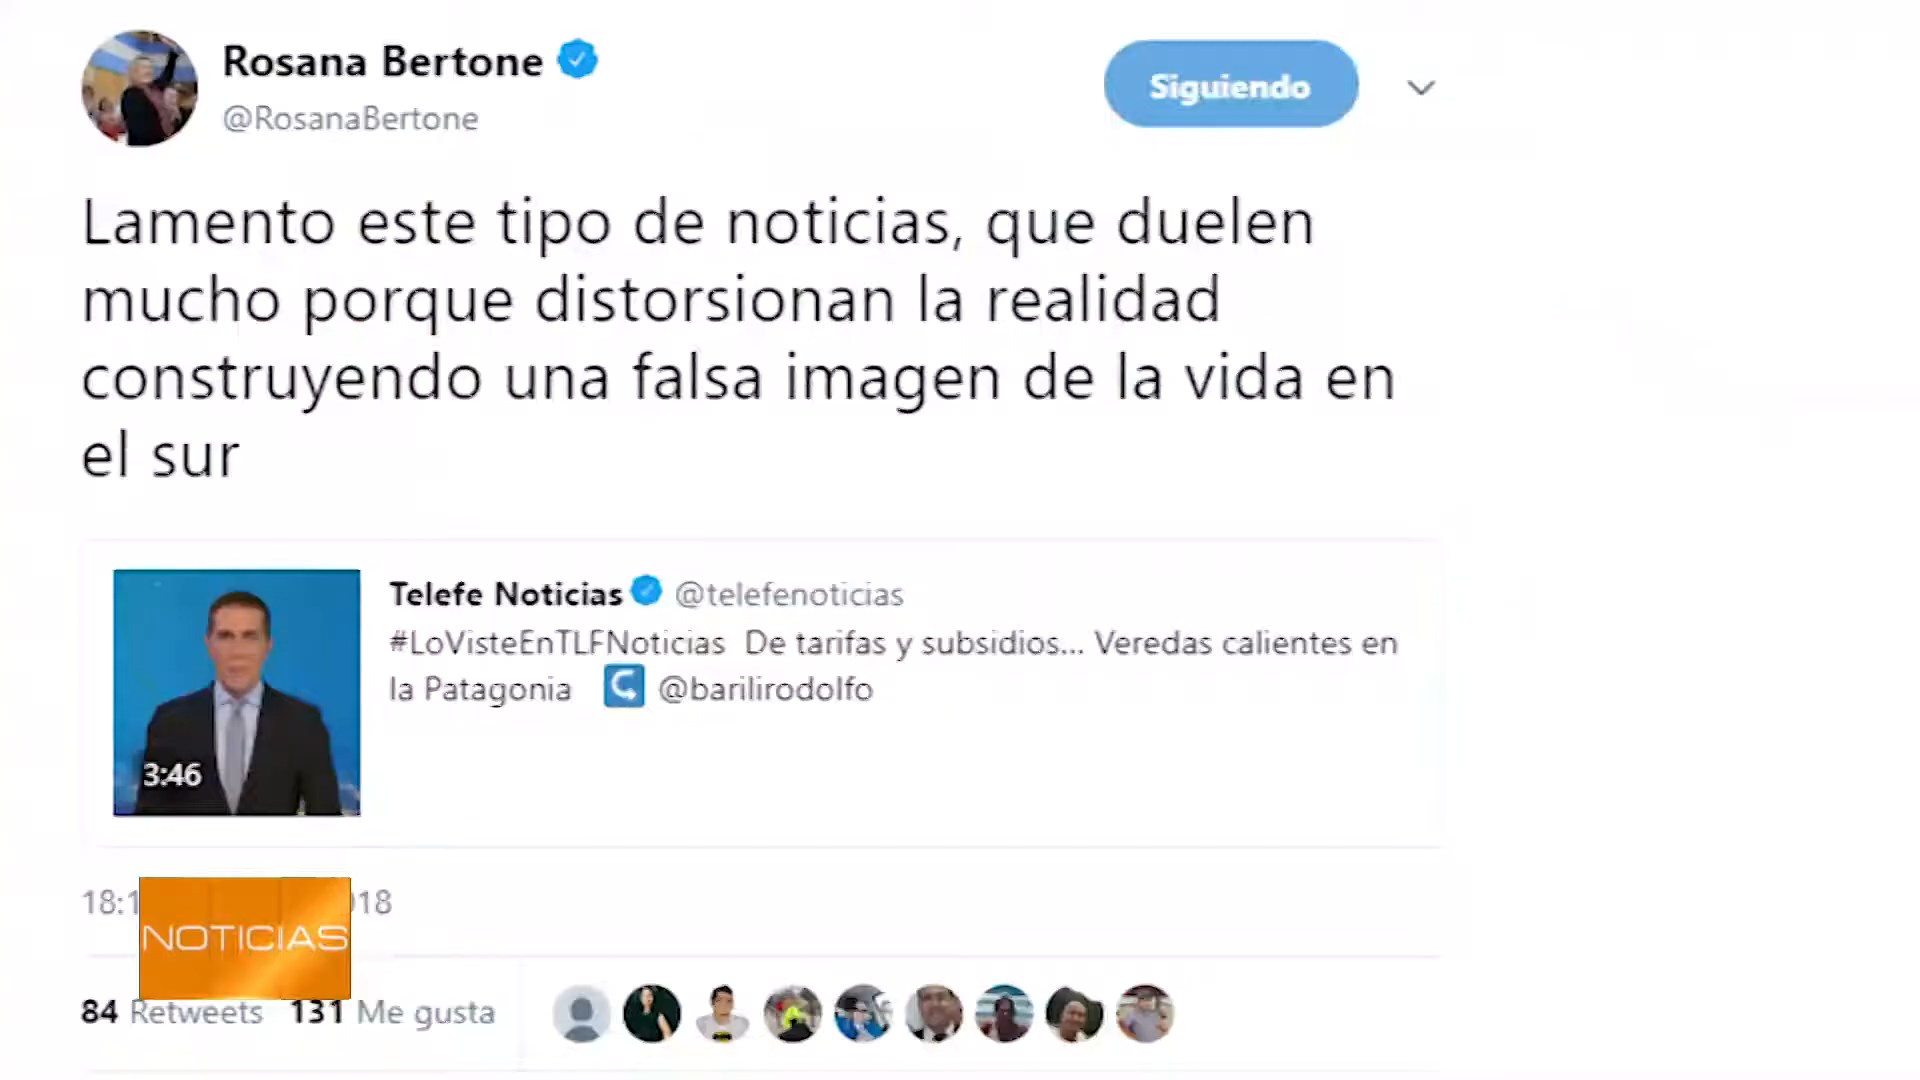 Rosana Bertone
@RosanaBertone
Siguiendo
Lamento este tipo de noticias, que duelen
mucho porque distorsionan la realidad
construyendo una falsa imagen de la vida en
el sur
Telefe Noticias @telefenoticias
#LoVisteEnTLFNoticias De tarifas y subsidios... Veredas calientes en
la Patagonia @barilirodolfo
3:46
NOTICIAS
84 Retweets 131 Me gusta